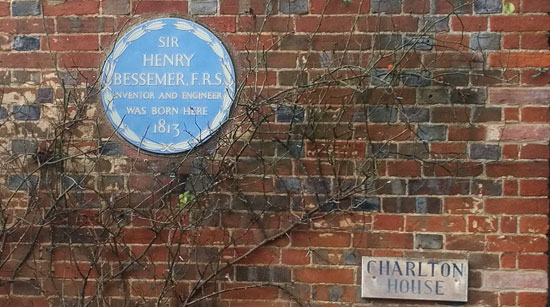 SIR
HENRY
BESSEMER, F.R.S.
INVENTOR AND ENGINEER
WAS BORN HERE
1813
CHARLTON
HOUSE